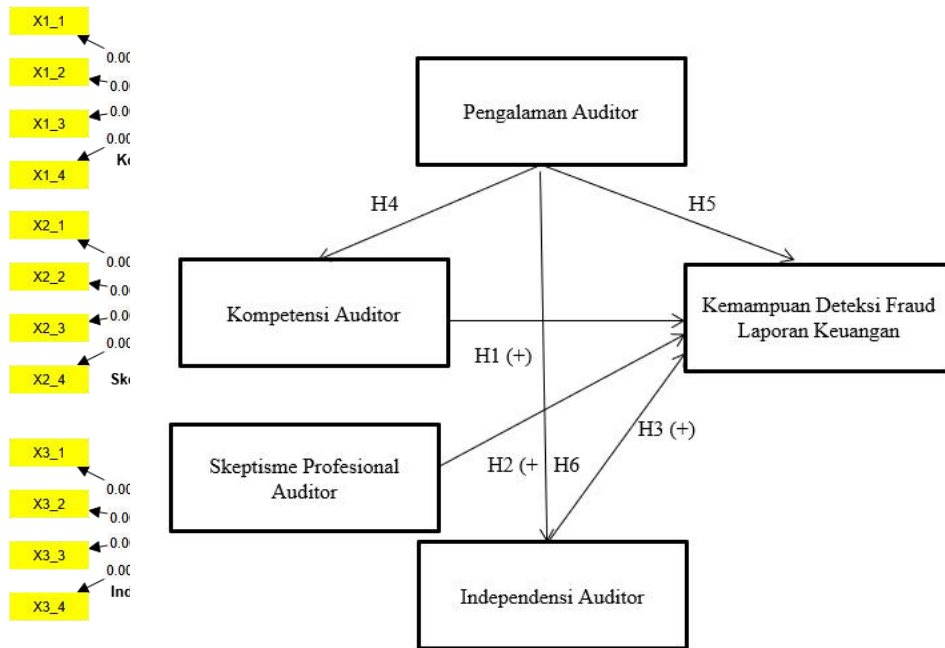 X1_1
0.00
X1_2
0.00
0.00
X1_3
0.00
X1_4
X2_1
0.00
X2_2
0.00
0.00
X2_3
0.00
X2_4
X3_1
0.00
X3_2
0.00
0.00
X3_3
0.00
Ind
X3_4
Pengalaman Auditor
H4
H5
Kompetensi Auditor
Kemampuan Deteksi Fraud
Laporan Keuangan
H1 (+)
H3 (+)
Skeptisme Profesional
Auditor
H2 (+
H6
Independensi Auditor